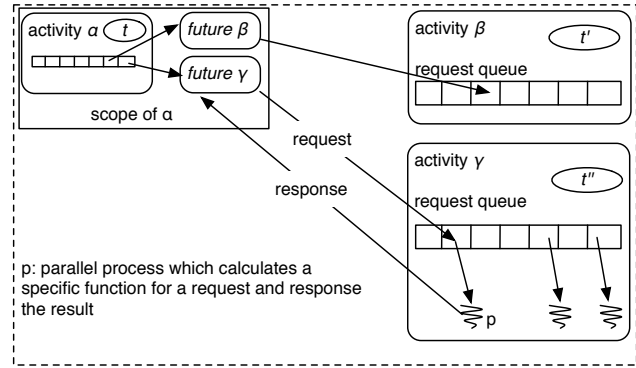 activity α t
future β
future γ
scope of α
activity β
t'
request queue
request
response
activity γ
t''
request queue
p: parallel process which calculates a
specific function for a request and response
the result
p